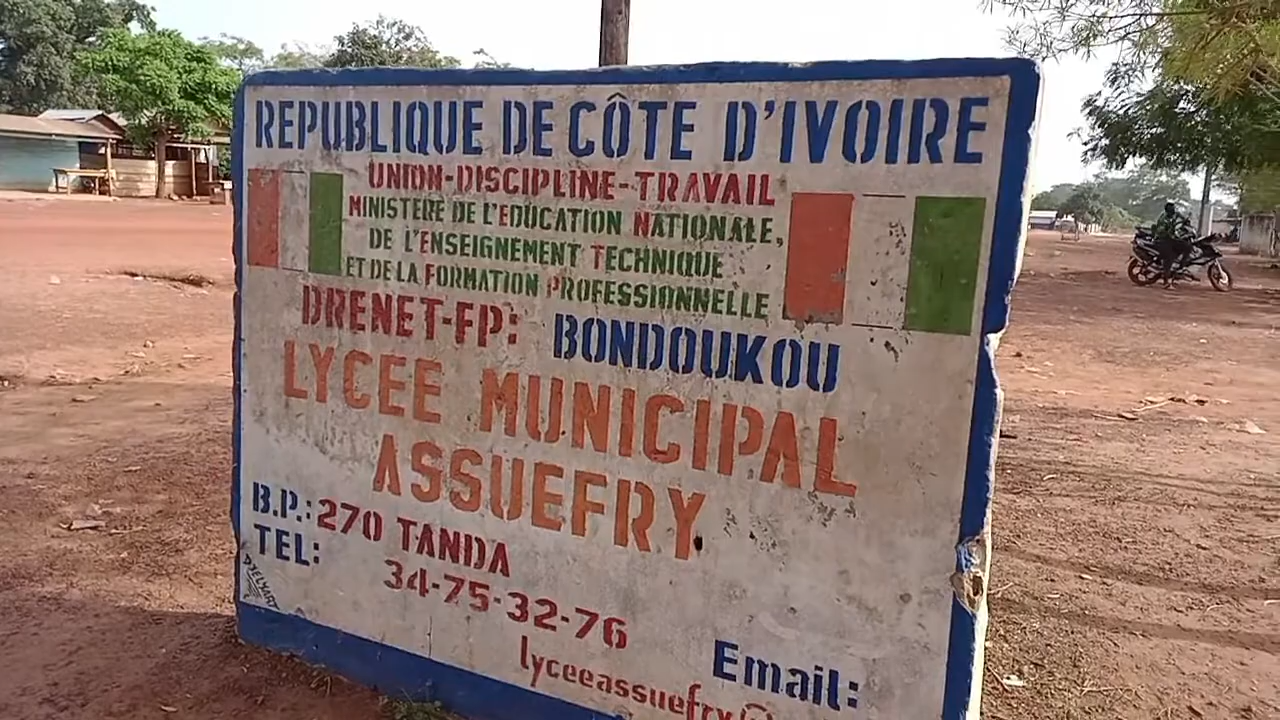 REPUBLIQUE DE CÔTE D'IVOIRE
UNION-DISCIPLINE-TRAVAIL
MINISTERE DE L'EDUCATION NATIONALE,
DE L'ENSEIGNEMENT TECHNIQUE
ET DE LA FORMATION PROFESSIONNELLE
DRENET-FP: BONDOUKOU
LYCEE MUNICIPAL
ASSUEFRY
B.P.: 270 TANDA
TEL: 34-75-32-76
Email:
lyceeassuefry@